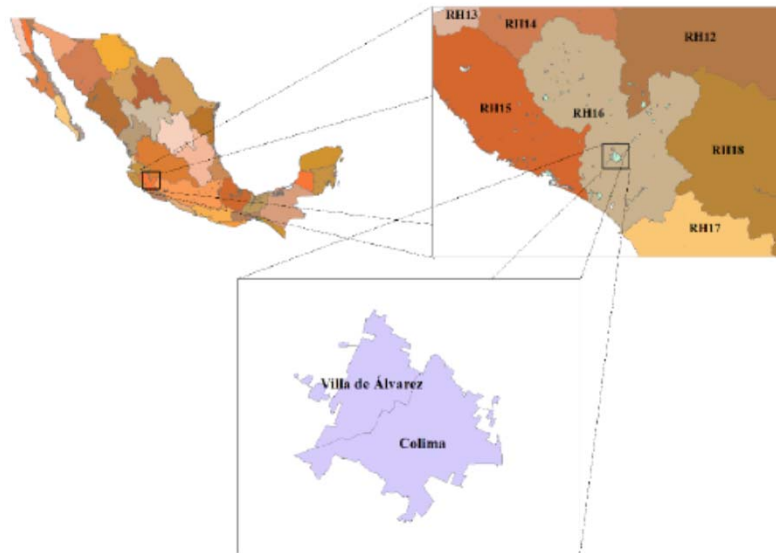 RH13
RH14
RH12
RH15
RH16
RH18
RH17
Villa de Álvarez
Colima